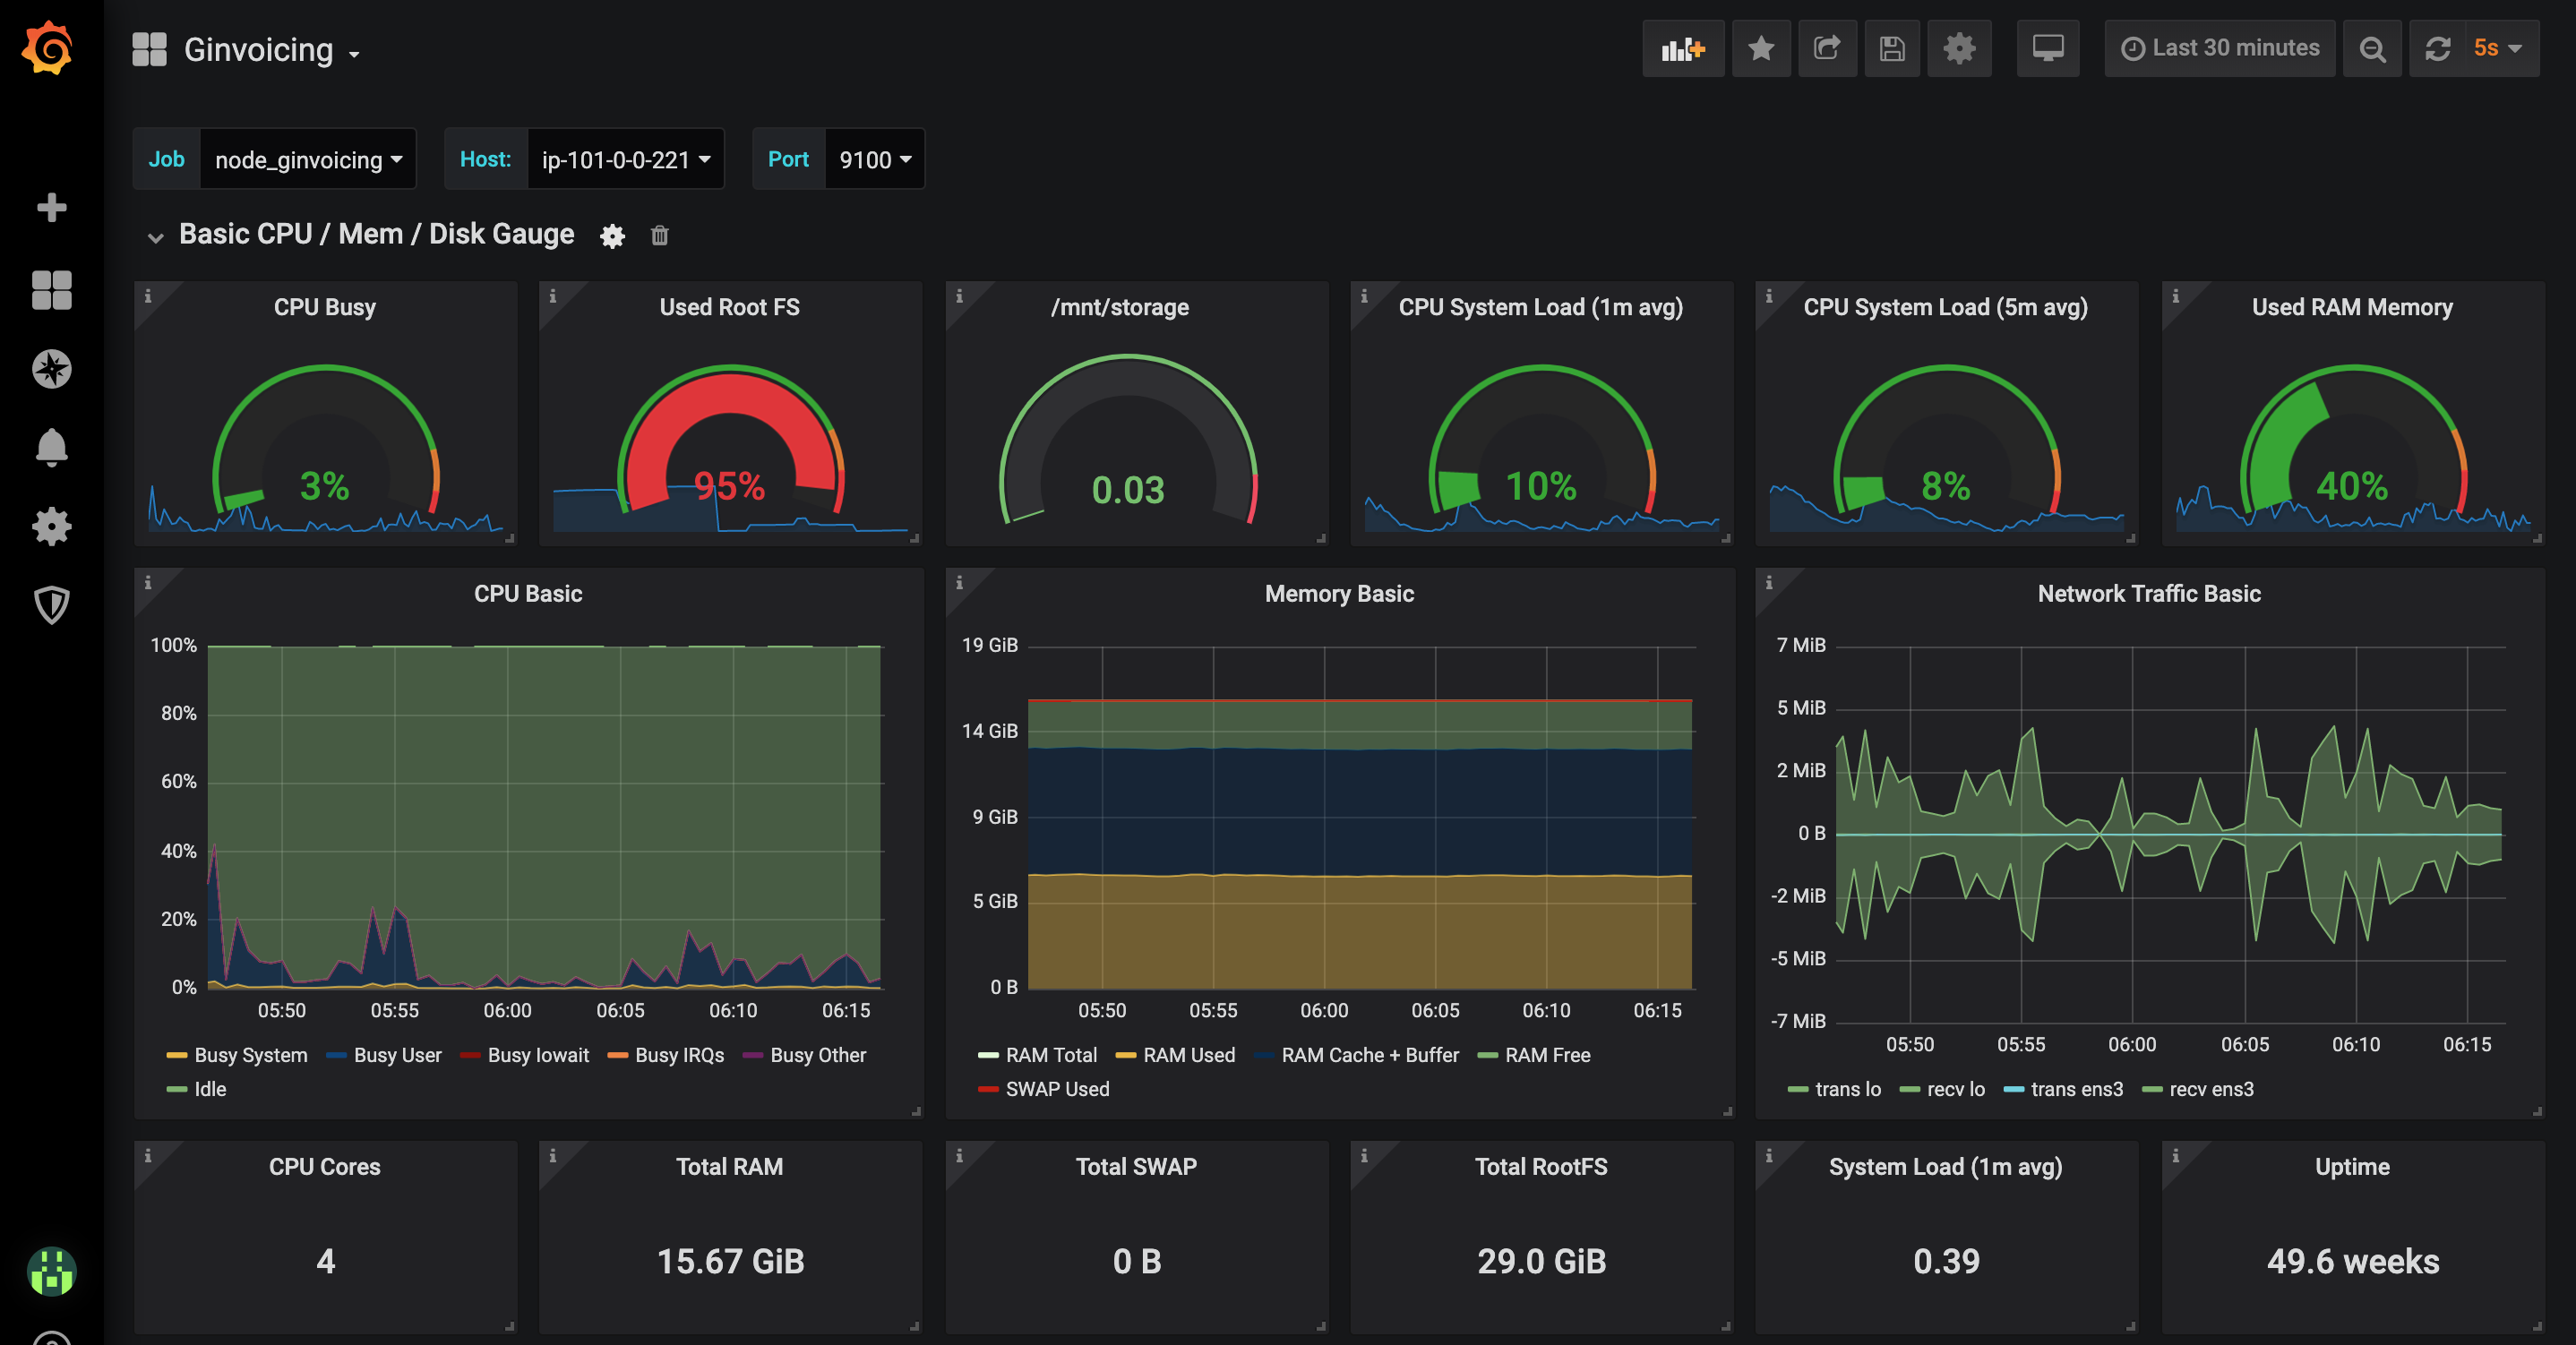 Ginvoicing
Last 30 minutes 5s
Job node_ginvoicing Host: ip-101-0-0-221 Port 9100
Basic CPU / Mem / Disk Gauge
CPU Busy
3%
Used Root FS
95%
/mnt/storage
0.03
CPU System Load (1m avg)
10%
CPU System Load (5m avg)
8%
Used RAM Memory
40%
CPU Basic
100%
80%
60%
40%
20%
0%
05:50 05:55 06:00 06:05 06:10 06:15
Busy System Busy User Busy Iowait Busy IRQs Busy Other
Idle
Memory Basic
19 GiB
14 GiB
9 GiB
5 GiB
0 B
05:50 05:55 06:00 06:05 06:10 06:15
RAM Total RAM Used RAM Cache + Buffer RAM Free
SWAP Used
Network Traffic Basic
7 MiB
5 MiB
2 MiB
0 B
-2 MiB
-5 MiB
-7 MiB
05:50 05:55 06:00 06:05 06:10 06:15
trans lo recv lo trans ens3 recv ens3
CPU Cores
4
Total RAM
15.67 GiB
Total SWAP
0 B
Total RootFS
29.0 GiB
System Load (1m avg)
0.39
Uptime
49.6 weeks